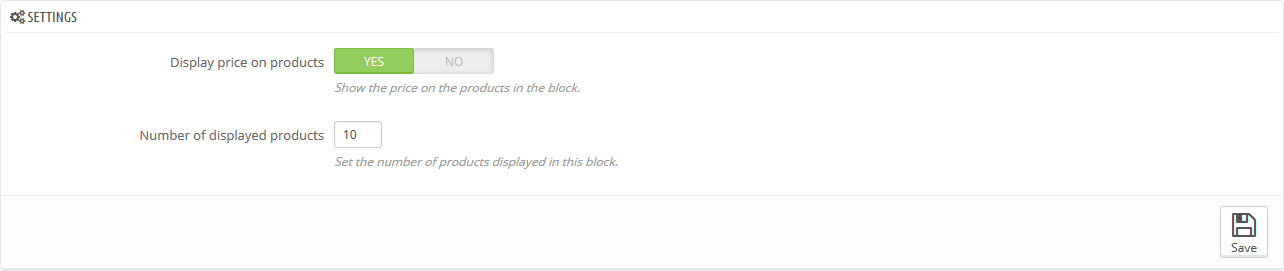 SETTINGS
Display price on products YES NO
Show the price on the products in the block.
Number of displayed products 10
Set the number of products displayed in this block.
Save